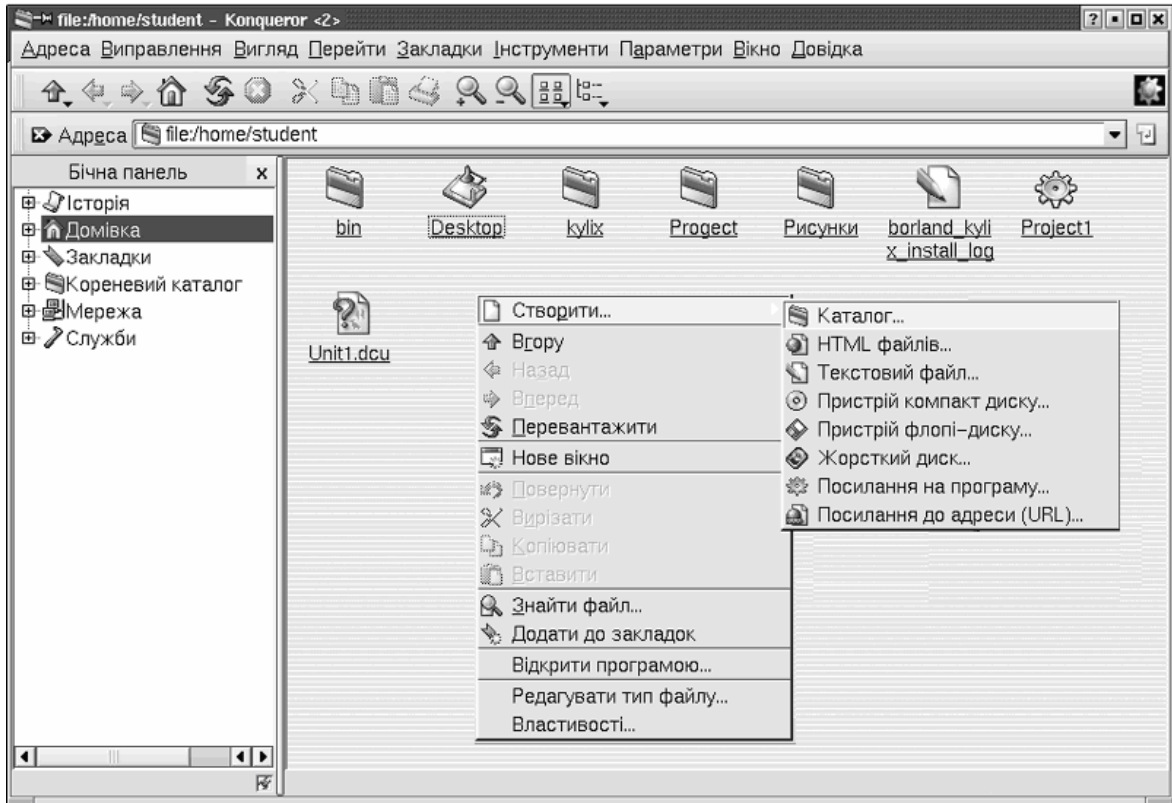 file:/home/student - Konqueror <2>
Адреса Виправлення Вигляд Перейти Закладки Інструменти Параметри Вікно Довідка
Адреса file:/home/student
Бічна панель x
Історія
Домівка
Закладки
Кореневий каталог
Мережа
Служби
bin Desktop kylix Progect Рисунки borland_kyli Project1
x_install_log
Unit1.dcu
Створити...
Вгору
Назад
Вперед
Перевантажити
Нове вікно
Повернути
Вирізати
Копіювати
Вставити
Знайти файл...
Додати до закладок
Відкрити програмою...
Редагувати тип файлу...
Властивості...
Каталог...
HTML файлів...
Текстовий файл...
Пристрій компакт диску...
Пристрій флопі-диску...
Жорсткий диск...
Посилання на програму...
Посилання до адреси (URL)...